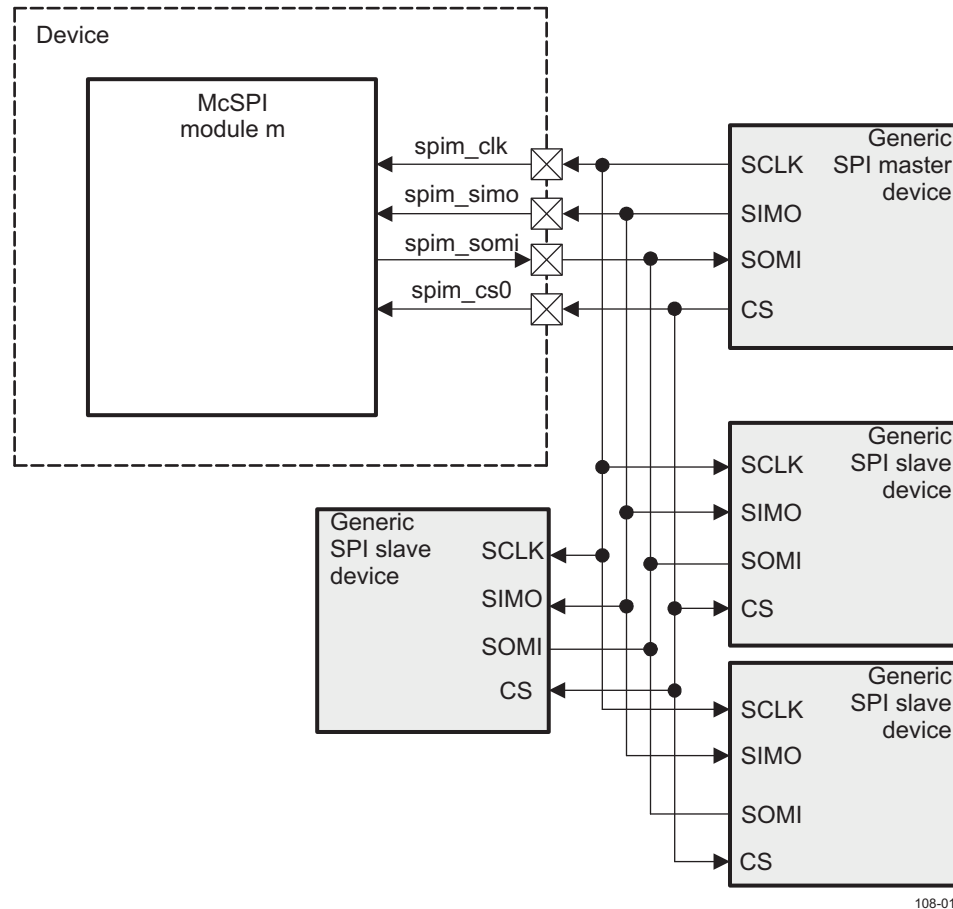 Device
McSPI
module m
spim_clk
spim_simo
spim_somi
spim_cs0
Generic
SPI master
device
SCLK
SIMO
SOMI
CS
Generic
SPI slave
device
SCLK
SIMO
SOMI
CS
Generic
SPI slave
device
SCLK
SIMO
SOMI
CS
Generic
SPI slave
device
SCLK
SIMO
SOMI
CS
108-01